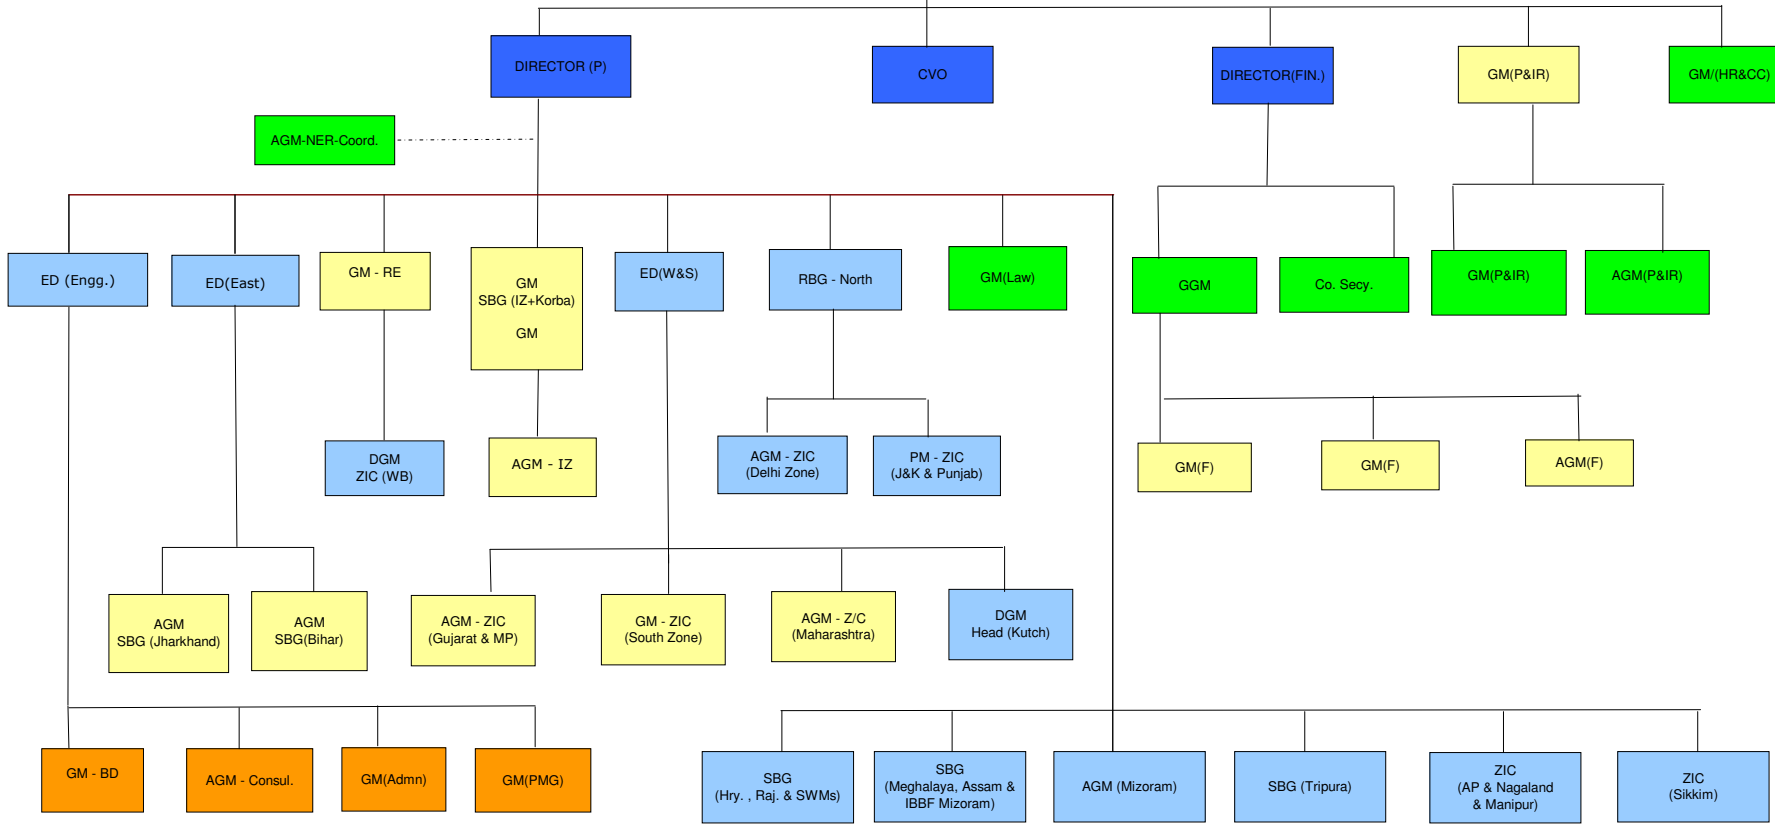 DIRECTOR (P)
CVO
DIRECTOR(FIN.)
GM(P&IR)
GM/(HR&CC)
AGM-NER-Coord.
ED (Engg.)
ED(East)
GM - RE
GM
SBG (IZ+Korba)
GM
ED(W&S)
RBG - North
GM(Law)
GGM
Co. Secy.
GM(P&IR)
AGM(P&IR)
DGM
ZIC (WB)
AGM - IZ
AGM - ZIC
(Delhi Zone)
PM - ZIC
(J&K & Punjab)
GM(F)
GM(F)
AGM(F)
AGM
SBG (Jharkhand)
AGM
SBG(Bihar)
AGM - ZIC
(Gujarat & MP)
GM - ZIC
(South Zone)
AGM - Z/C
(Maharashtra)
DGM
Head (Kutch)
GM - BD
AGM - Consul.
GM(Admn)
GM(PMG)
SBG
(Hry. , Raj. & SWMs)
SBG
(Meghalaya, Assam &
IBBF Mizoram)
AGM (Mizoram)
SBG (Tripura)
ZIC
(AP & Nagaland
& Manipur)
ZIC
(Sikkim)